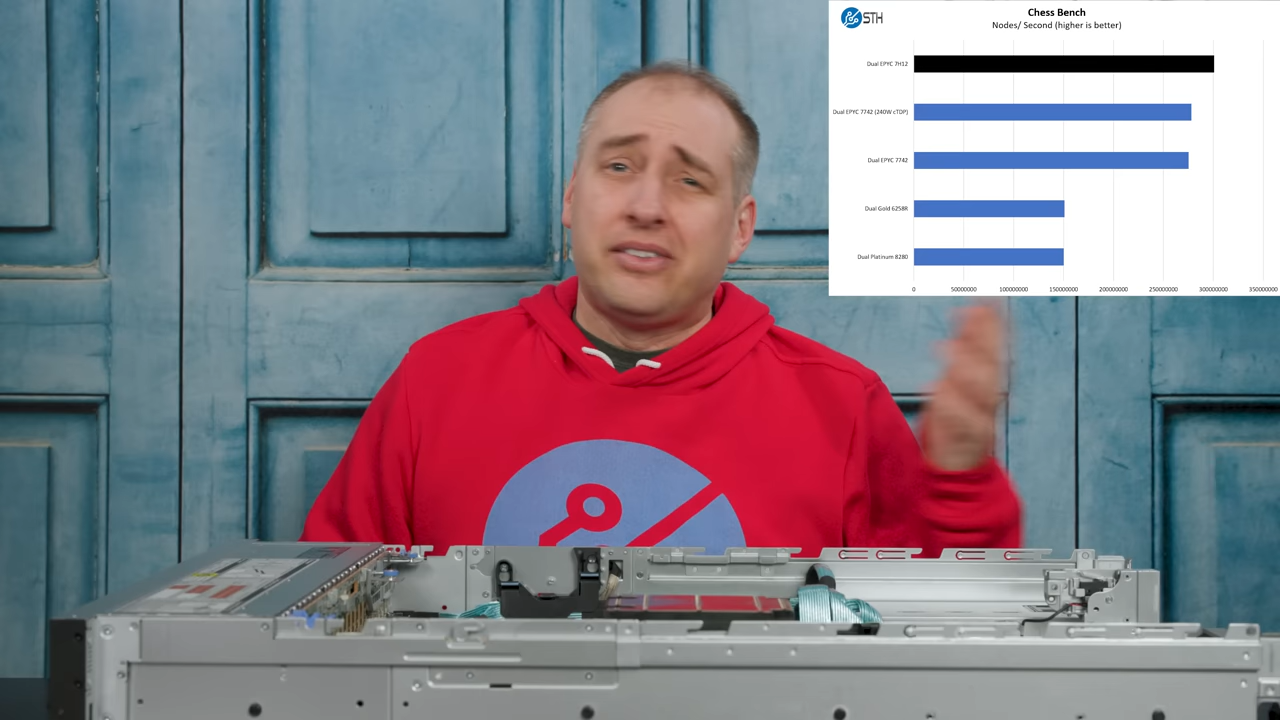 STH
Chess Bench
Nodes/ Second (higher is better)
Dual EPYC 7H12
Dual EPYC 7742 (240W cTDP)
Dual EPYC 7742
Dual Gold 6258R
Dual Platinum 8280
0 50000000 100000000 150000000 200000000 250000000 300000000 350000000